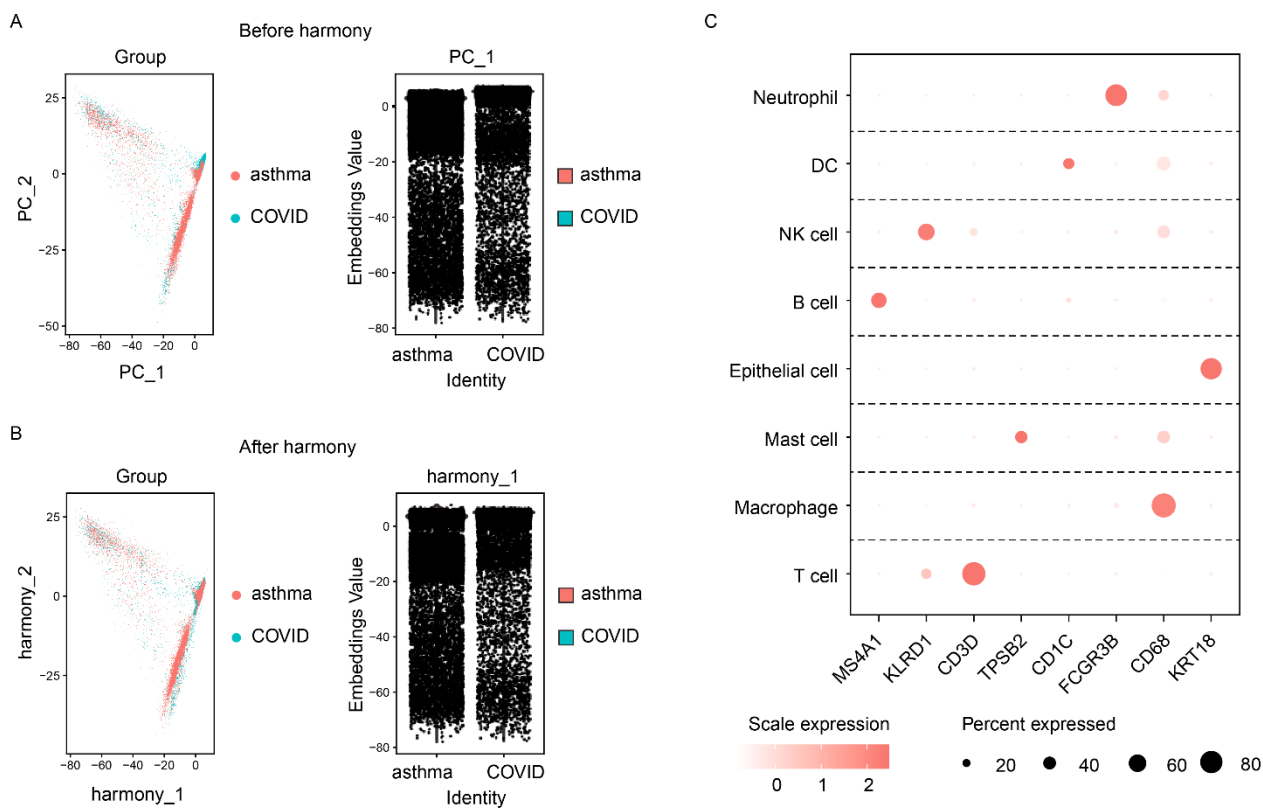 A
Before harmony
Group
PC_1
25
0
−25
−50
PC_2
−80
−60
−40
−20
0
PC_1
asthma
COVID
0
−20
−40
−60
−80
Embeddings Value
asthma
COVID
Identity
asthma
COVID
B
After harmony
Group
harmony_1
25
0
−25
harmony_2
−80
−60
−40
−20
0
harmony_1
asthma
COVID
0
−20
−40
−60
−80
Embeddings Value
asthma
COVID
Identity
asthma
COVID
C
Neutrophil
DC
NK cell
B cell
Epithelial cell
Mast cell
Macrophage
T cell
MS4A1
KLRD1
CD3D
TPSB2
CD1C
FCGR3B
CD68
KRT18
Scale expression
0 1 2
Percent expressed
20 40 60 80